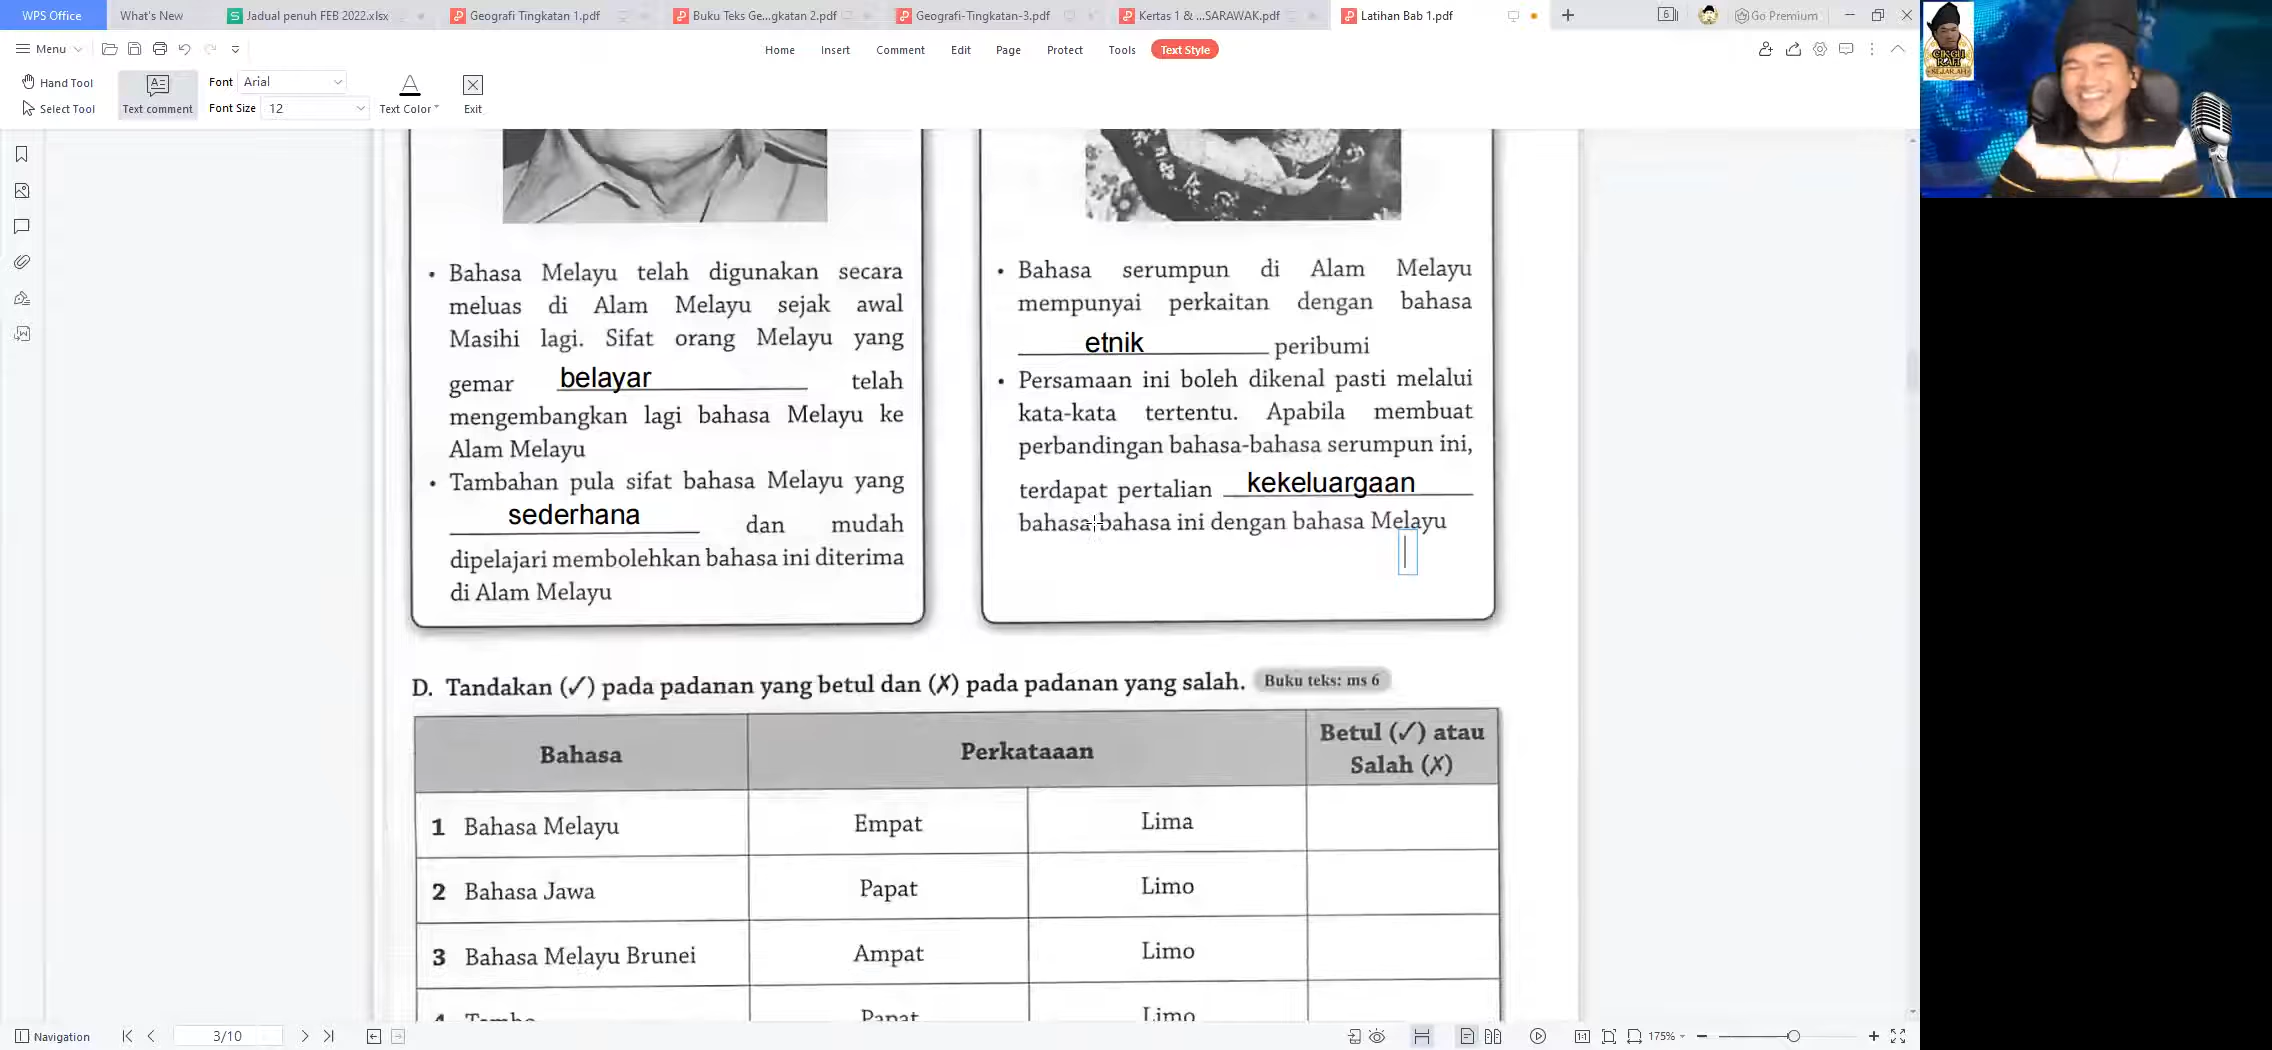 WPS Office What's New Jadual penuh FEB 2022.xlsx Geografi Tingkatan 1.pdf Buku Teks Ge...gkatan 2.pdf Geografi-Tingkatan-3.pdf Kertas 1 & ...SARAWAK.pdf Latihan Bab 1.pdf 6 Go Premium
Menu Home Insert Comment Edit Page Protect Tools Text Style
Hand Tool Select Tool Text comment Font Arial Font Size 12 Text Color Exit
CIKGU RAFI
SEJARAH
• Bahasa Melayu telah digunakan secara
meluas di Alam Melayu sejak awal
Masihi lagi. Sifat orang Melayu yang
gemar belayar telah
mengembangkan lagi bahasa Melayu ke
Alam Melayu
• Tambahan pula sifat bahasa Melayu yang
sederhana dan mudah
dipelajari membolehkan bahasa ini diterima
di Alam Melayu
• Bahasa serumpun di Alam Melayu
mempunyai perkaitan dengan bahasa
etnik peribumi
• Persamaan ini boleh dikenal pasti melalui
kata-kata tertentu. Apabila membuat
perbandingan bahasa-bahasa serumpun ini,
terdapat pertalian kekeluargaan
bahasa-bahasa ini dengan bahasa Melayu
D. Tandakan (✓) pada padanan yang betul dan (✗) pada padanan yang salah. Buku teks: ms 6
Bahasa Perkataaan Betul (✓) atau
Salah (✗)
1 Bahasa Melayu Empat Lima
2 Bahasa Jawa Papat Limo
3 Bahasa Melayu Brunei Ampat Limo
4 Papat Limo
Navigation 3/10 175%